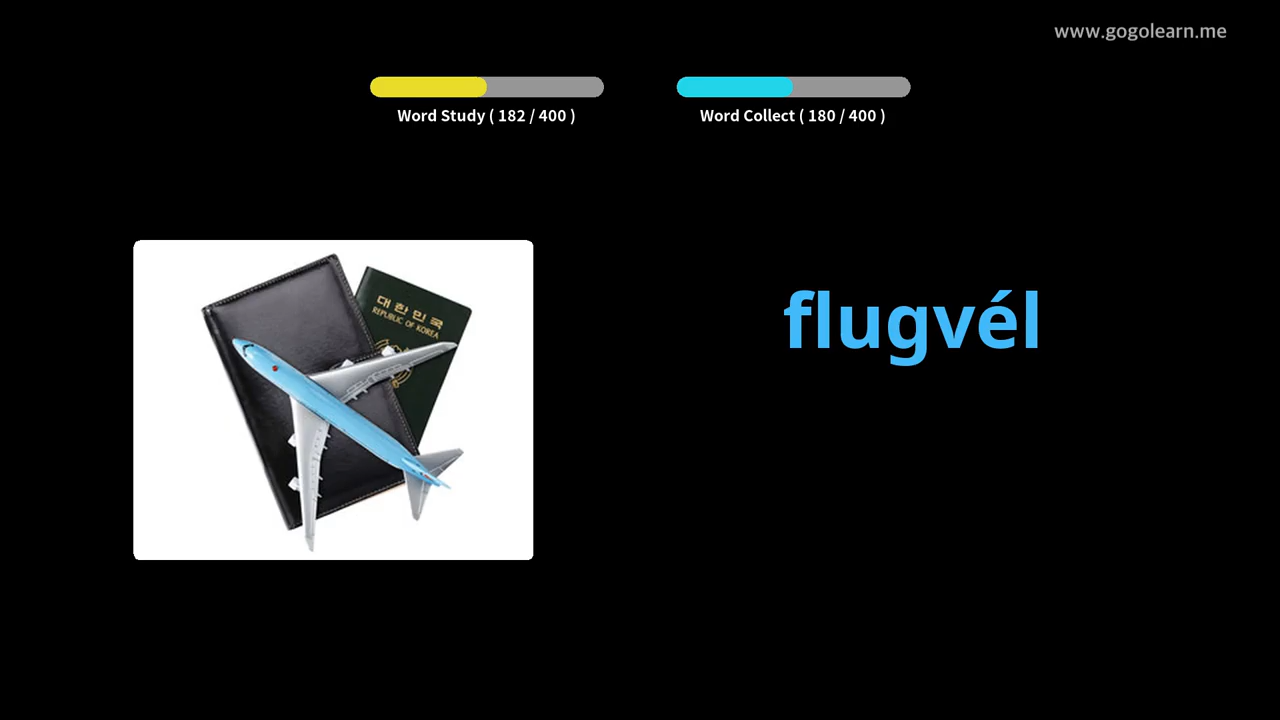 www.gogolearn.me
Word Study ( 182 / 400 )
Word Collect ( 180 / 400 )
대한민국
REPUBLIC OF KOREA
flugvél